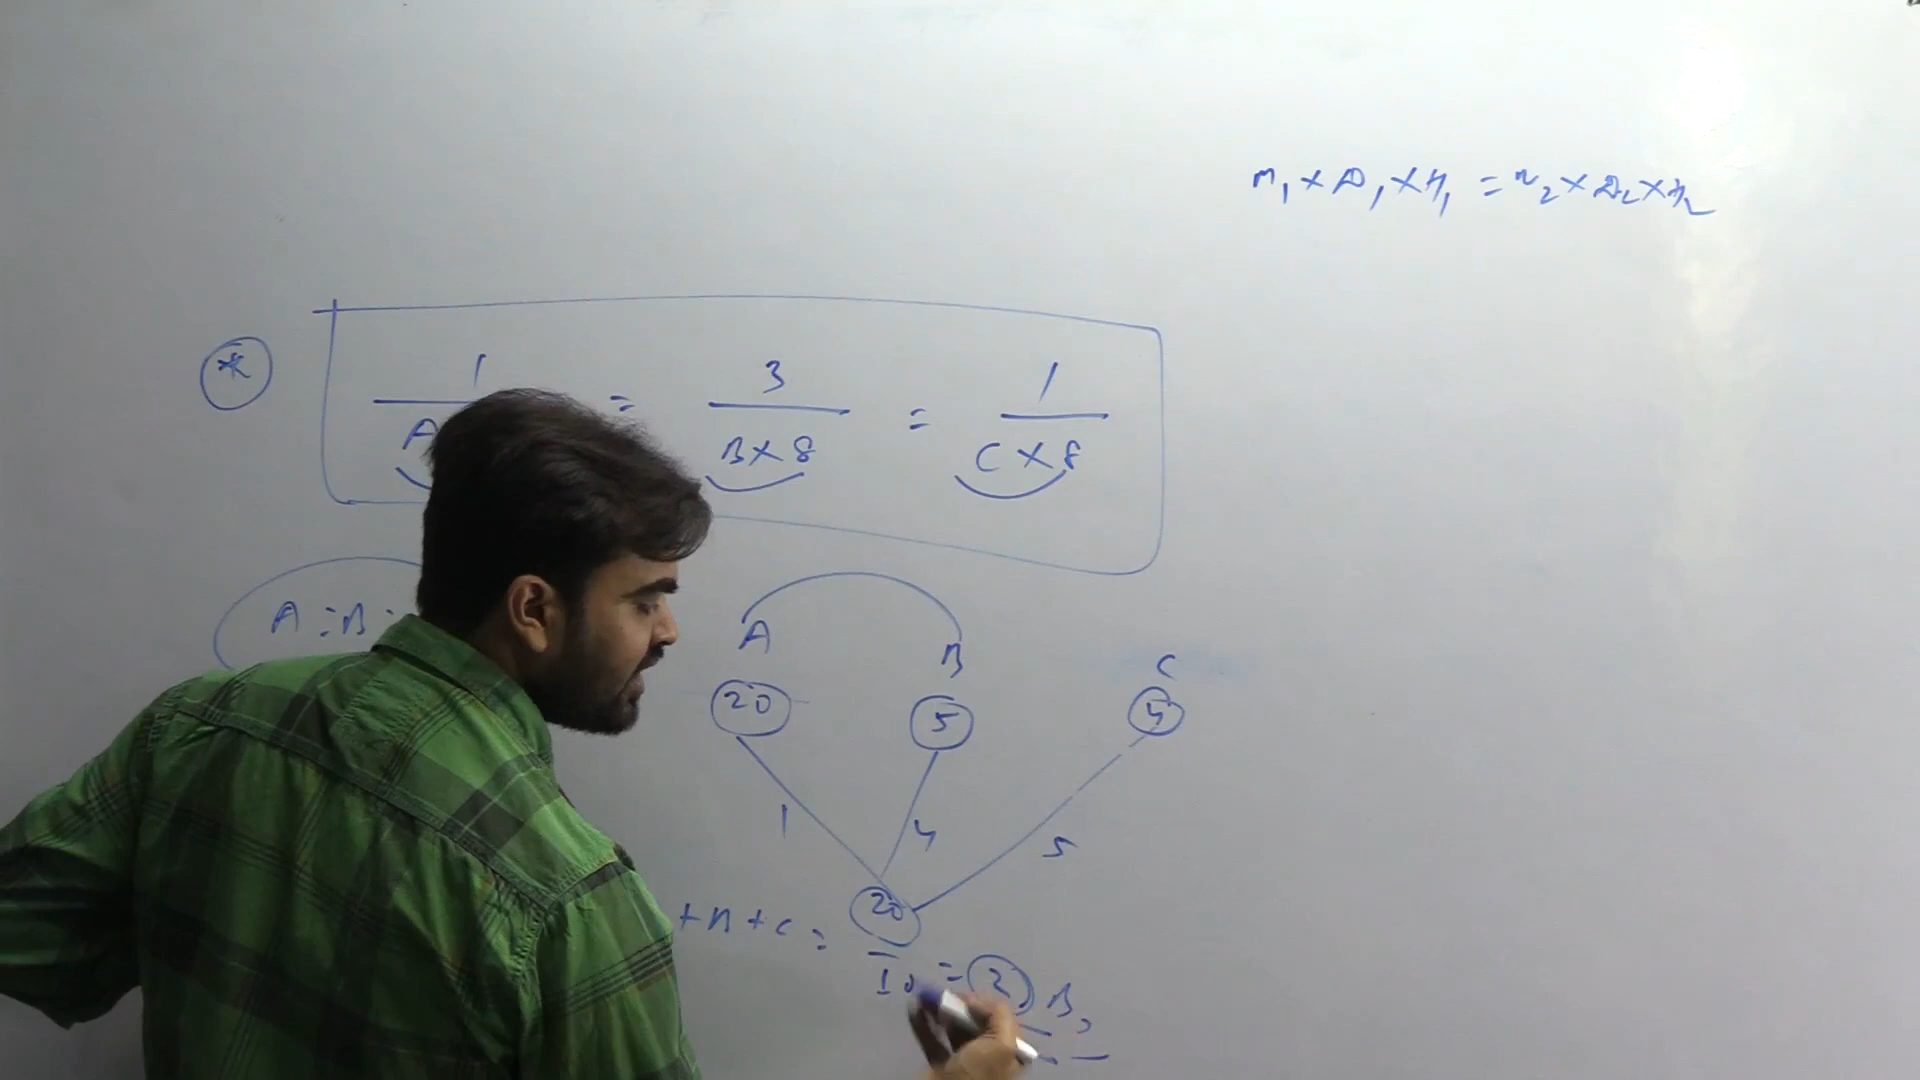 M₁ × D₁ × H₁ = M₂ × D₂ × H₂
*
1 = 3 = 1
A B × 8 C × 8
A : B :
A B C
20 5 4
1 4 5
20
+ B + C =
10 = 2